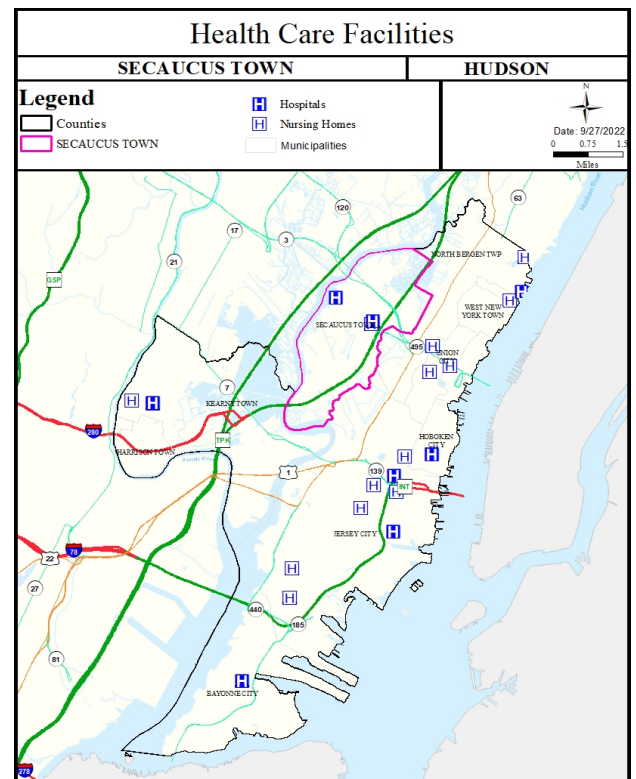 Health Care Facilities
SECAUCUS TOWN
HUDSON
Legend
Counties
SECAUCUS TOWN
H Hospitals
H Nursing Homes
Municipalities
N
Date: 9/27/2022
0 0.75 1.5
Miles
63
120
17
3
21
Hudson River
NORTH BERGEN TWP
GSP
H
H
H
H
WEST NEW
YORK TOWN
SECAUCUS TOWN
H
495
H
UNION
CITY
H
H
7
H
H
KEARNY TOWN
280
TPK
HARRISON TOWN
HOBOKEN
CITY
H
H
1
139
H
H
INT
H
H
JERSEY CITY
H
78
22
H
27
H
440
185
81
H
BAYONNE CITY
278